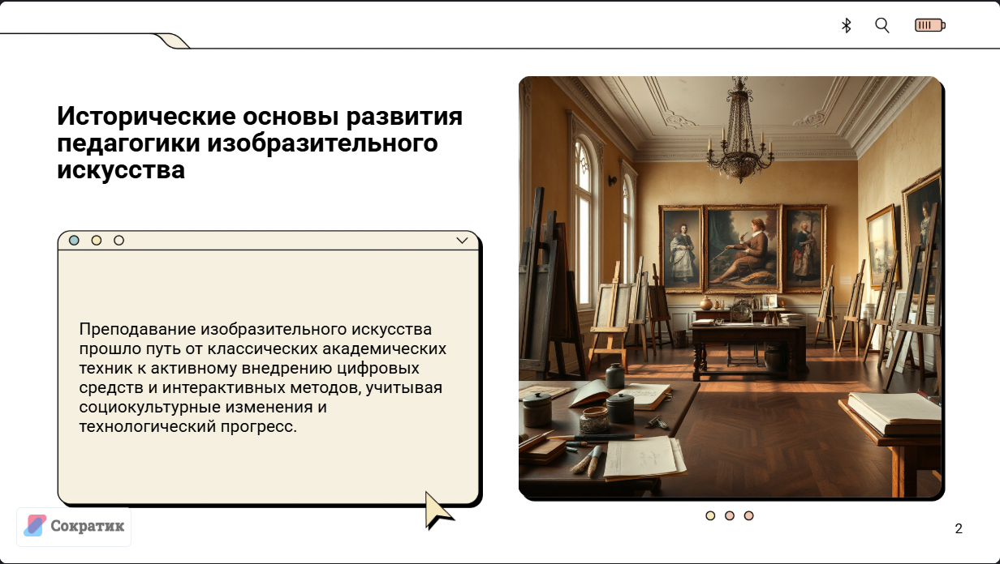 Исторические основы развития
педагогики изобразительного
искусства
Преподавание изобразительного искусства
прошло путь от классических академических
техник к активному внедрению цифровых
средств и интерактивных методов, учитывая
социокультурные изменения и
технологический прогресс.
Сократик
2